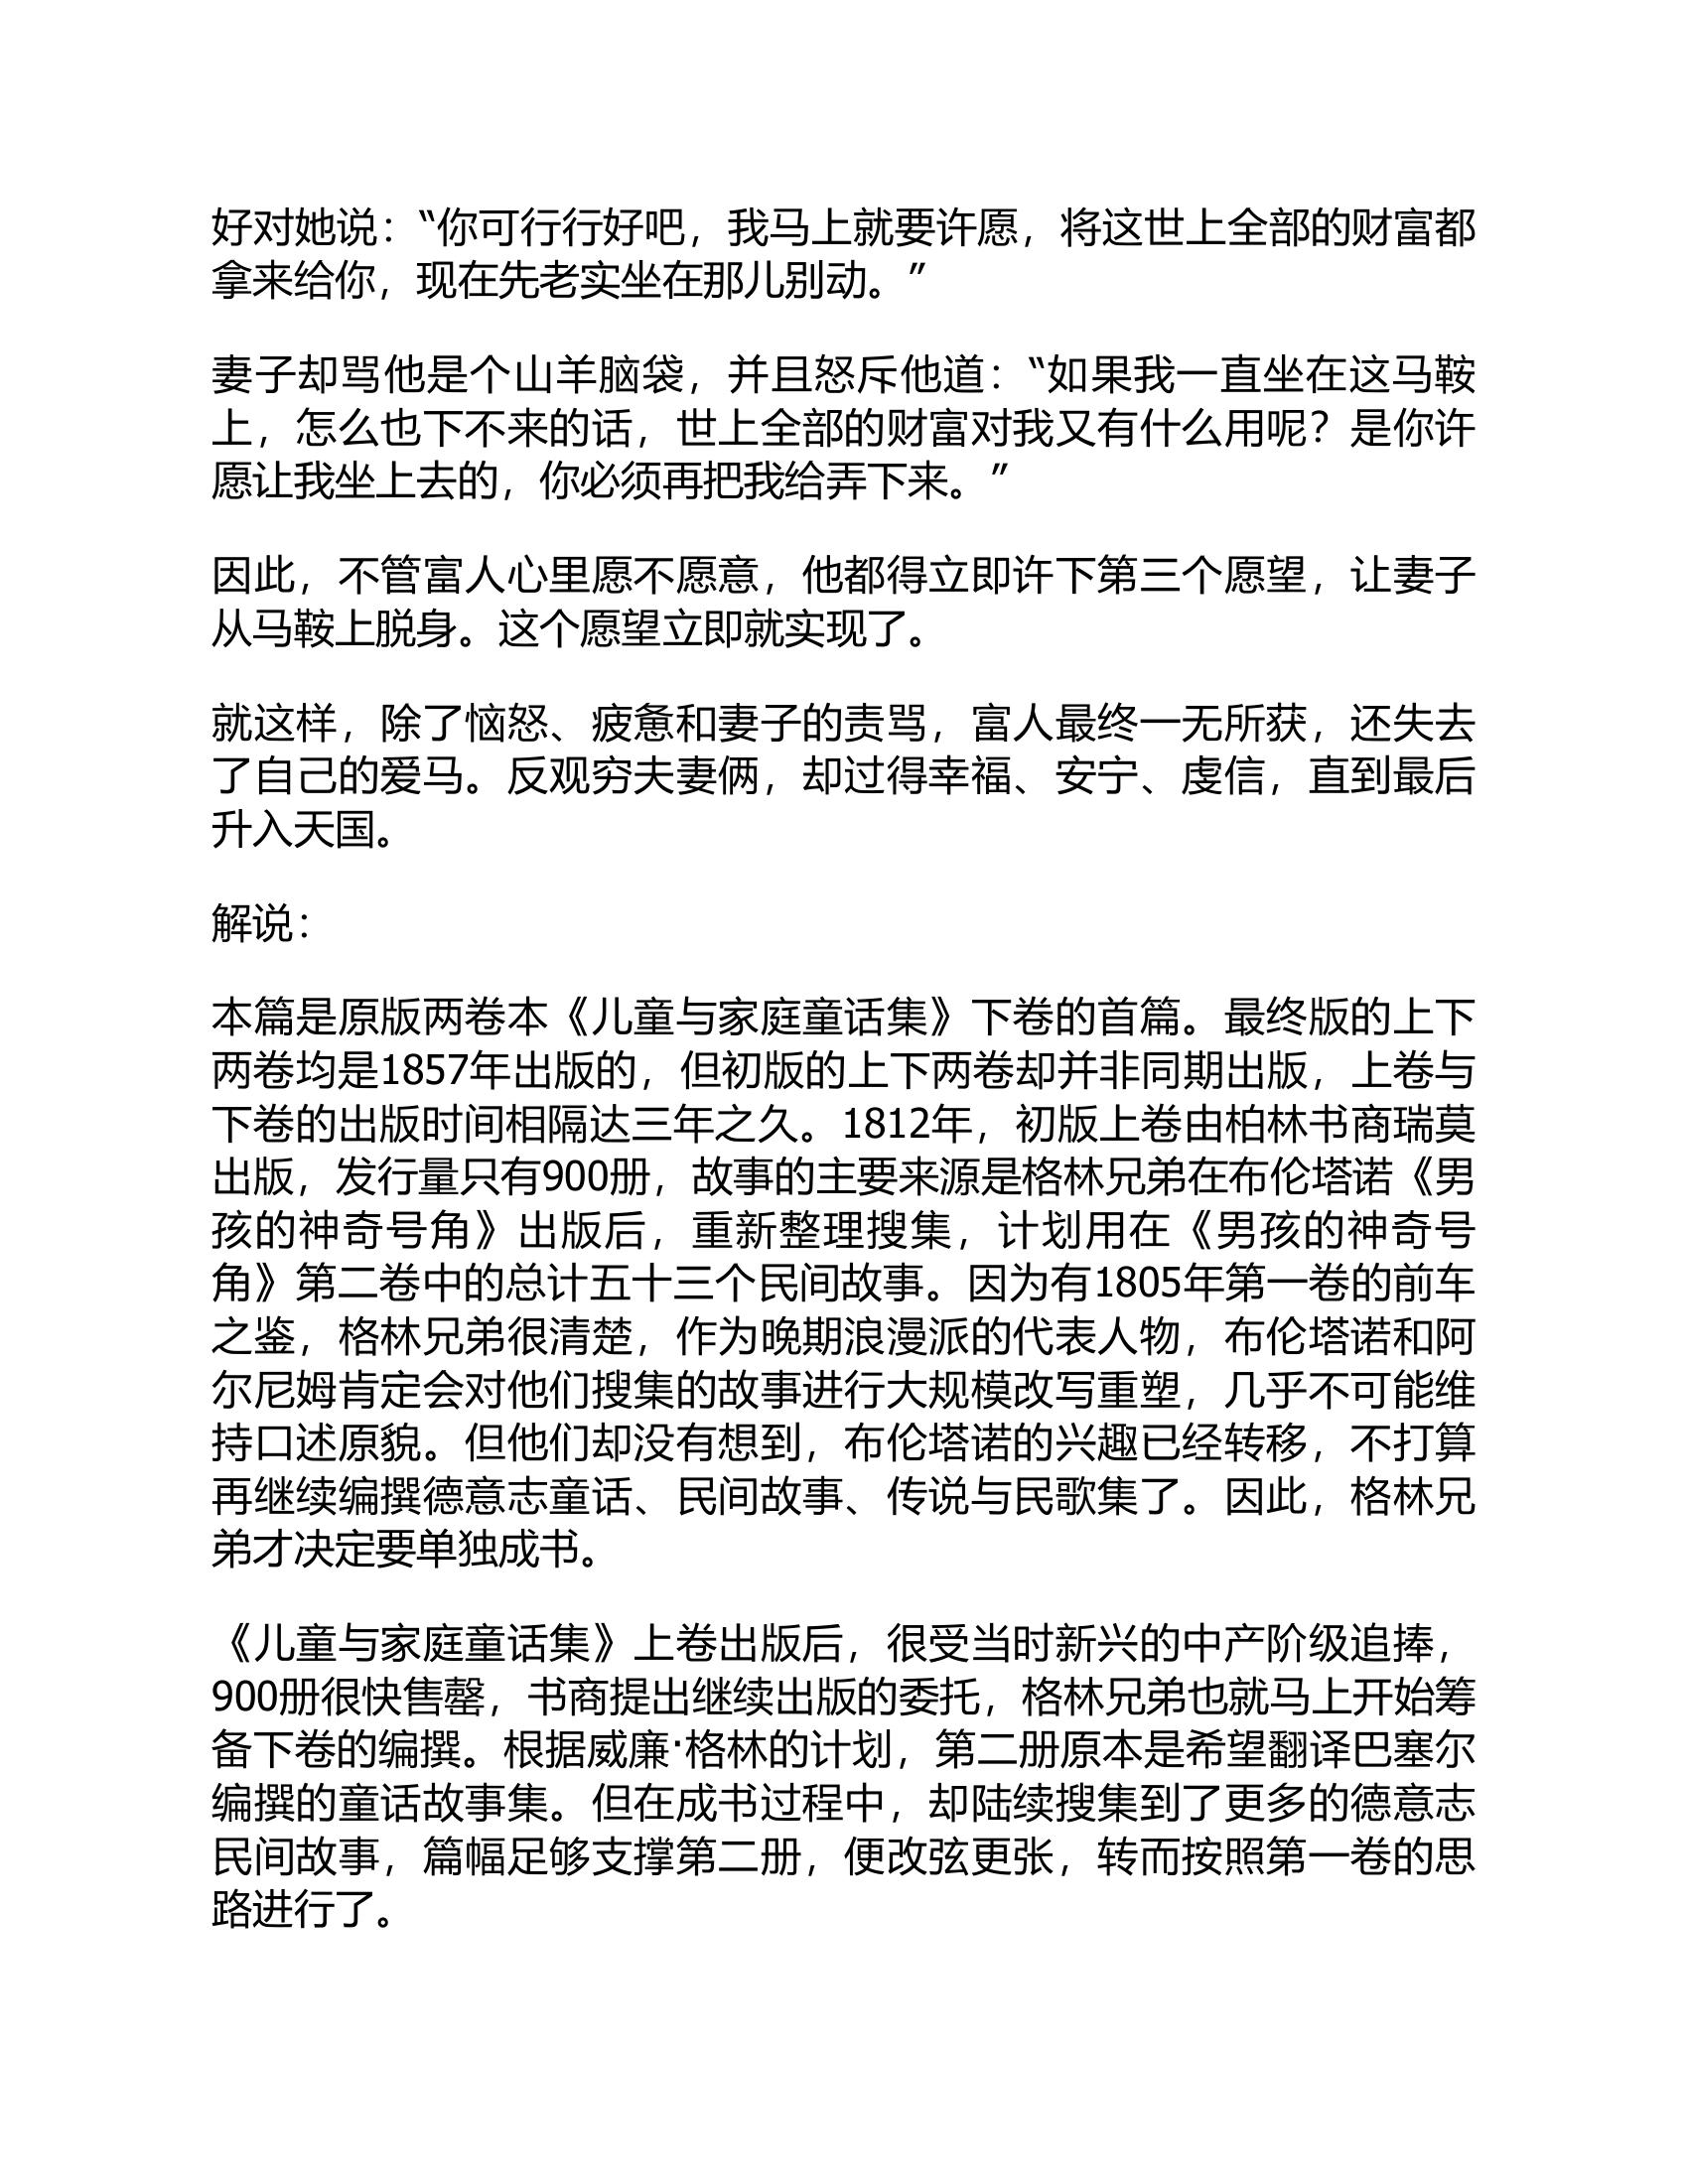 好对她说：“你可行行好吧，我马上就要许愿，将这世上全部的财富都
拿来给你，现在先老实坐在那儿别动。”
妻子却骂他是个山羊脑袋，并且怒斥他道：“如果我一直坐在这马鞍
上，怎么也下不来的话，世上全部的财富对我又有什么用呢？是你许
愿让我坐上去的，你必须再把我给弄下来。”
因此，不管富人心里愿不愿意，他都得立即许下第三个愿望，让妻子
从马鞍上脱身。这个愿望立即就实现了。
就这样，除了恼怒、疲惫和妻子的责骂，富人最终一无所获，还失去
了自己的爱马。反观穷夫妻俩，却过得幸福、安宁、虔信，直到最后
升入天国。
解说：
本篇是原版两卷本《儿童与家庭童话集》下卷的首篇。最终版的上下
两卷均是1857年出版的，但初版的上下两卷却并非同期出版，上卷与
下卷的出版时间相隔达三年之久。1812年，初版上卷由柏林书商瑞莫
出版，发行量只有900册，故事的主要来源是格林兄弟在布伦塔诺《男
孩的神奇号角》出版后，重新整理搜集，计划用在《男孩的神奇号
角》第二卷中的总计五十三个民间故事。因为有1805年第一卷的前车
之鉴，格林兄弟很清楚，作为晚期浪漫派的代表人物，布伦塔诺和阿
尔尼姆肯定会对他们搜集的故事进行大规模改写重塑，几乎不可能维
持口述原貌。但他们却没有想到，布伦塔诺的兴趣已经转移，不打算
再继续编撰德意志童话、民间故事、传说与民歌集了。因此，格林兄
弟才决定要单独成书。
《儿童与家庭童话集》上卷出版后，很受当时新兴的中产阶级追捧，
900册很快售罄，书商提出继续出版的委托，格林兄弟也就马上开始筹
备下卷的编撰。根据威廉·格林的计划，第二册原本是希望翻译巴塞尔
编撰的童话故事集。但在成书过程中，却陆续搜集到了更多的德意志
民间故事，篇幅足够支撑第二册，便改弦更张，转而按照第一卷的思
路进行了。